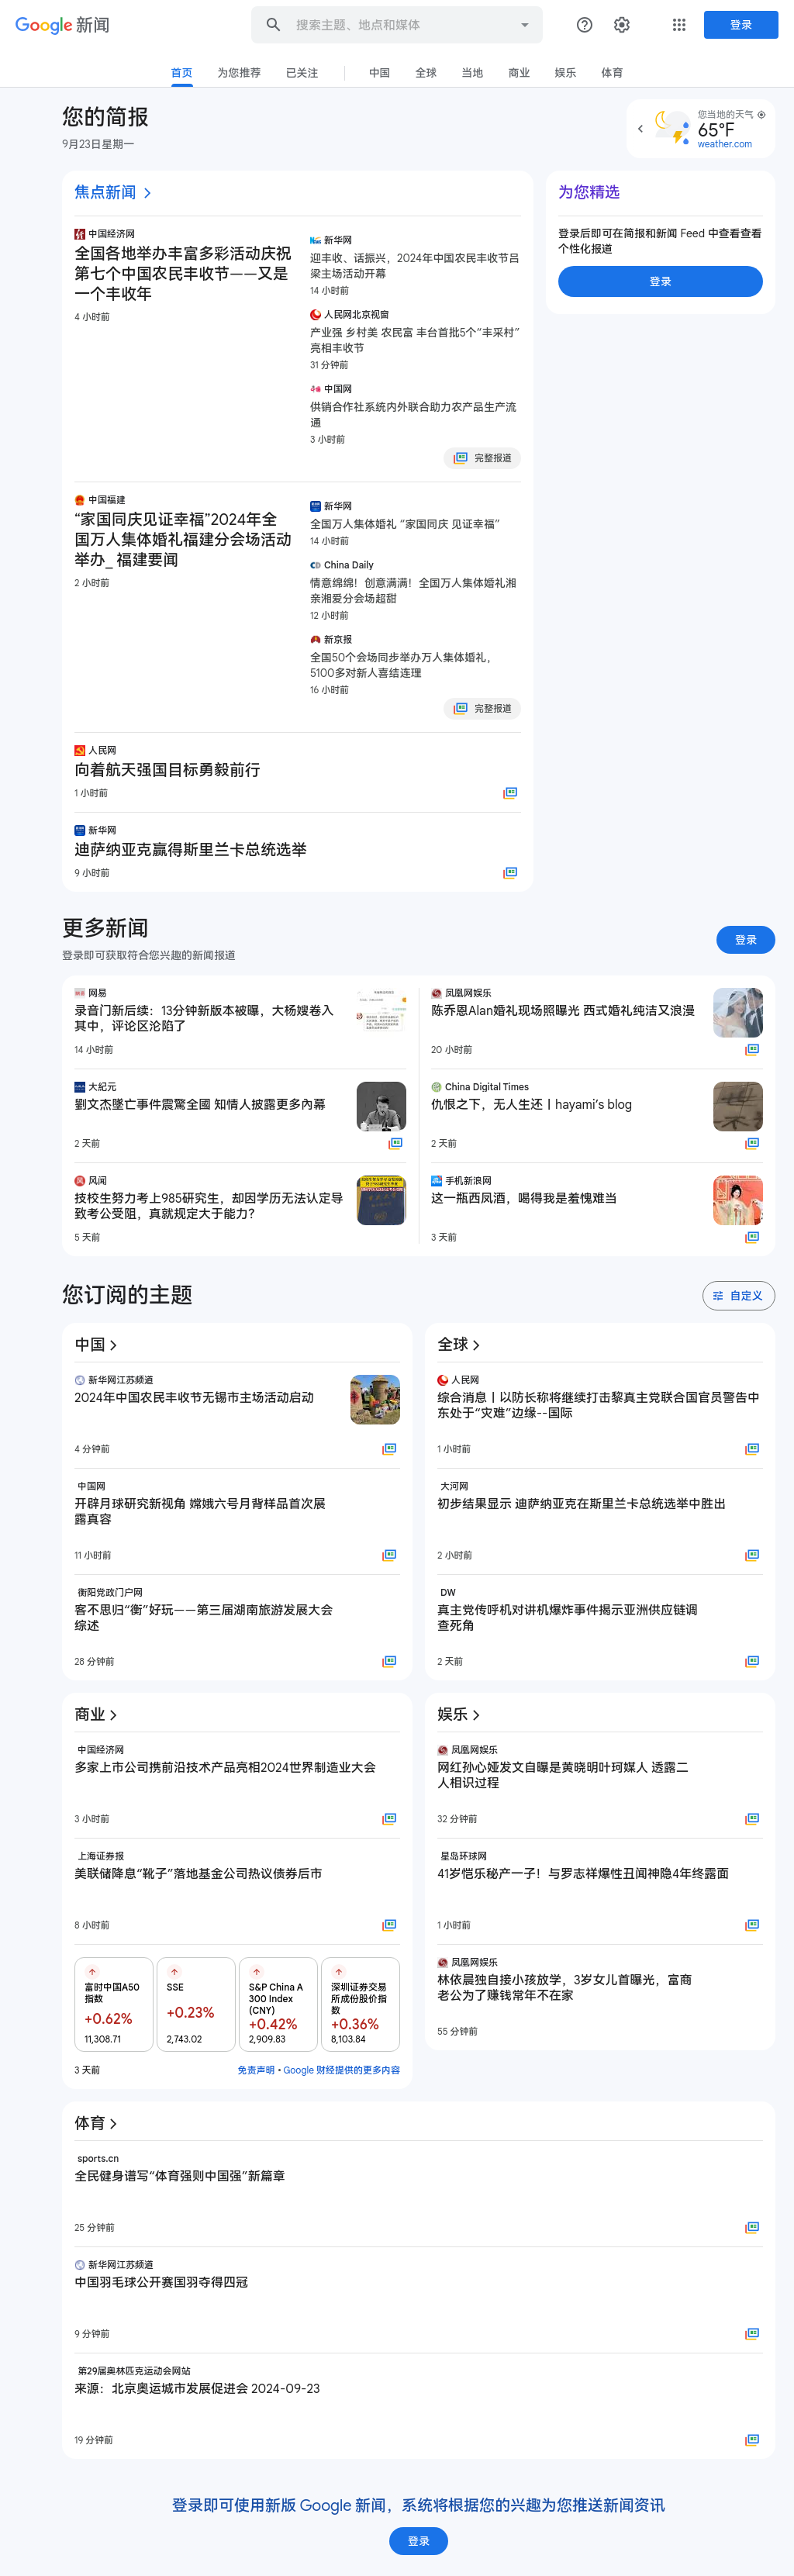 Google 新闻
搜索主题、地点和媒体
登录
首页
为您推荐
已关注
中国
全球
当地
商业
娱乐
体育
您的简报
9月23日星期一
您当地的天气
65°F
weather.com
焦点新闻
中国经济网
全国各地举办丰富多彩活动庆祝
第七个中国农民丰收节——又是
一个丰收年
4 小时前
新华网
迎丰收、话振兴，2024年中国农民丰收节吕
梁主场活动开幕
14 小时前
人民网北京视窗
产业强 乡村美 农民富 丰台首批5个“丰采村”
亮相丰收节
31 分钟前
中国网
供销合作社系统内外联合助力农产品生产流
通
3 小时前
完整报道
为您精选
登录后即可在简报和新闻 Feed 中查看查看
个性化报道
登录
中国福建
“家国同庆见证幸福”2024年全
国万人集体婚礼福建分会场活动
举办_ 福建要闻
2 小时前
新华网
全国万人集体婚礼 “家国同庆 见证幸福”
14 小时前
China Daily
情意绵绵！创意满满！全国万人集体婚礼湘
亲湘爱分会场超甜
12 小时前
新京报
全国50个会场同步举办万人集体婚礼，
5100多对新人喜结连理
16 小时前
完整报道
人民网
向着航天强国目标勇毅前行
1 小时前
新华网
迪萨纳亚克赢得斯里兰卡总统选举
9 小时前
更多新闻
登录即可获取符合您兴趣的新闻报道
登录
网易
录音门新后续：13分钟新版本被曝，大杨嫂卷入
其中，评论区沦陷了
14 小时前
凤凰网娱乐
陈乔恩Alan婚礼现场照曝光 西式婚礼纯洁又浪漫
20 小时前
大紀元
劉文杰墜亡事件震驚全國 知情人披露更多內幕
2 天前
China Digital Times
仇恨之下，无人生还丨hayami’s blog
2 天前
风闻
技校生努力考上985研究生，却因学历无法认定导
致考公受阻，真就规定大于能力？
5 天前
手机新浪网
这一瓶西凤酒，喝得我是羞愧难当
3 天前
您订阅的主题
自定义
中国
新华网江苏频道
2024年中国农民丰收节无锡市主场活动启动
4 分钟前
中国网
开辟月球研究新视角 嫦娥六号月背样品首次展
露真容
11 小时前
衡阳党政门户网
客不思归“衡”好玩——第三届湖南旅游发展大会
综述
28 分钟前
全球
人民网
综合消息丨以防长称将继续打击黎真主党联合国官员警告中
东处于“灾难”边缘--国际
1 小时前
大河网
初步结果显示 迪萨纳亚克在斯里兰卡总统选举中胜出
2 小时前
DW
真主党传呼机对讲机爆炸事件揭示亚洲供应链调
查死角
2 天前
商业
中国经济网
多家上市公司携前沿技术产品亮相2024世界制造业大会
3 小时前
上海证券报
美联储降息“靴子”落地基金公司热议债券后市
8 小时前
富时中国A50
指数
+0.62%
11,308.71
SSE
+0.23%
2,743.02
S&P China A
300 Index
(CNY)
+0.42%
2,909.83
深圳证券交易
所成份股价指
数
+0.36%
8,103.84
3 天前
免责声明 • Google 财经提供的更多内容
娱乐
凤凰网娱乐
网红孙心娅发文自曝是黄晓明叶珂媒人 透露二
人相识过程
32 分钟前
星岛环球网
41岁恺乐秘产一子！与罗志祥爆性丑闻神隐4年终露面
1 小时前
凤凰网娱乐
林依晨独自接小孩放学，3岁女儿首曝光，富商
老公为了赚钱常年不在家
55 分钟前
体育
sports.cn
全民健身谱写“体育强则中国强”新篇章
25 分钟前
新华网江苏频道
中国羽毛球公开赛国羽夺得四冠
9 分钟前
第29届奥林匹克运动会网站
来源：北京奥运城市发展促进会 2024-09-23
19 分钟前
登录即可使用新版 Google 新闻，系统将根据您的兴趣为您推送新闻资讯
登录